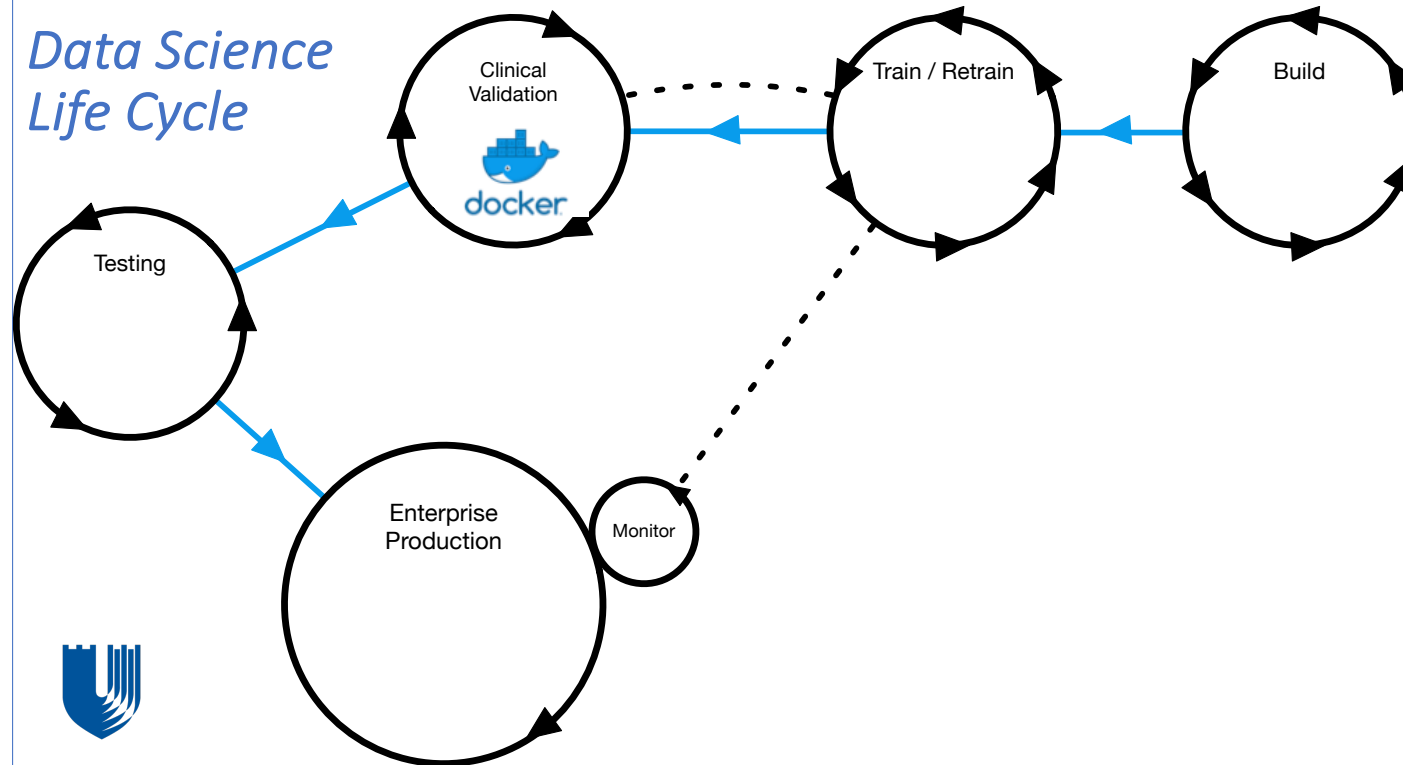 Data Science
Life Cycle
Clinical
Validation
docker
Train / Retrain
Build
Testing
Enterprise
Production
Monitor